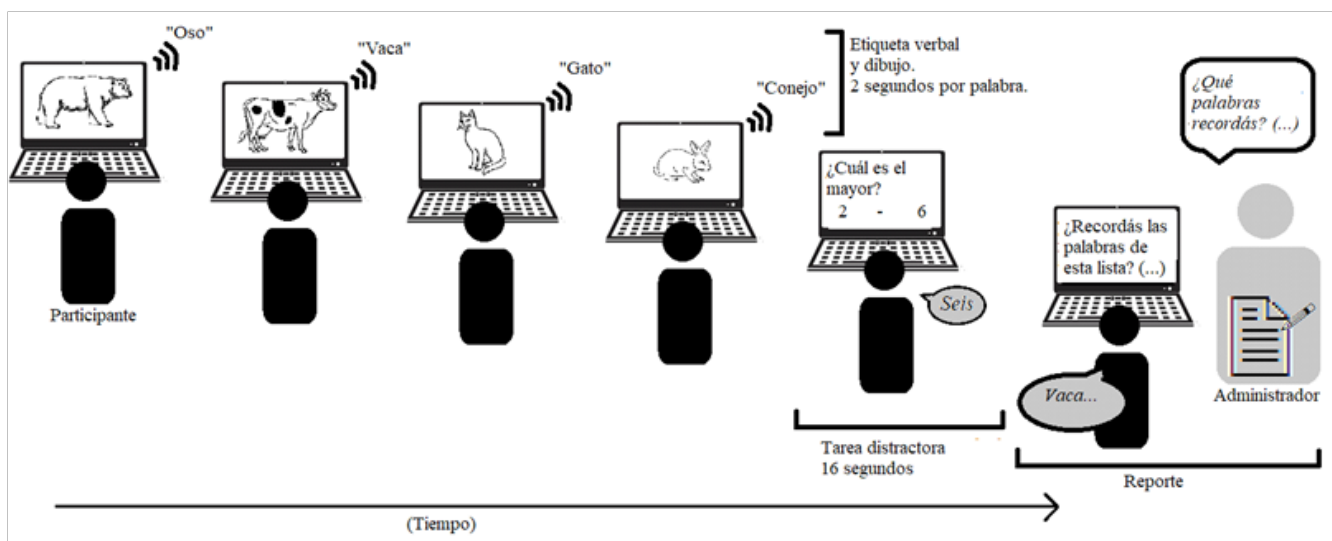 "Oso"
"Vaca"
"Gato"
"Conejo"
Etiqueta verbal
y dibujo.
2 segundos por palabra.
¿Qué
palabras
recordás? (...)
¿Cuál es el
mayor?
2 - 6
¿Recordás las
palabras de
esta lista? (...)
Seis
Participante
Vaca...
Administrador
Tarea distractora
16 segundos
Reporte
(Tiempo)